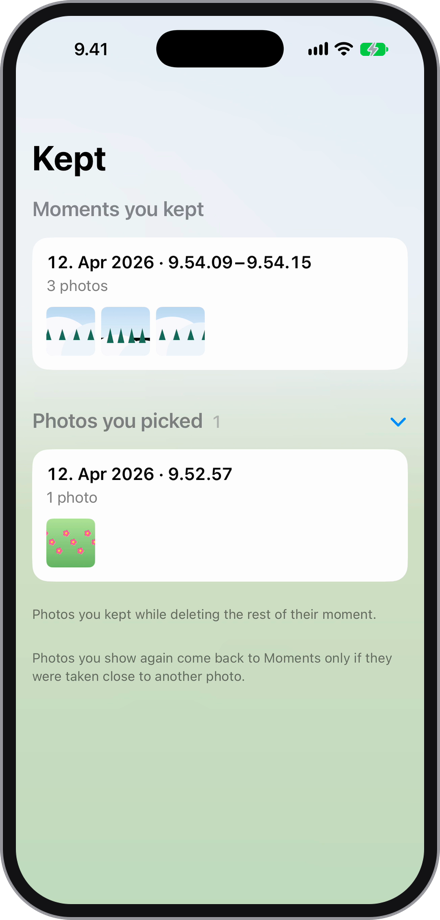 9.41
Kept
Moments you kept
12. Apr 2026 · 9.54.09–9.54.15
3 photos
Photos you picked 1
12. Apr 2026 · 9.52.57
1 photo
Photos you kept while deleting the rest of their moment.
Photos you show again come back to Moments only if they
were taken close to another photo.